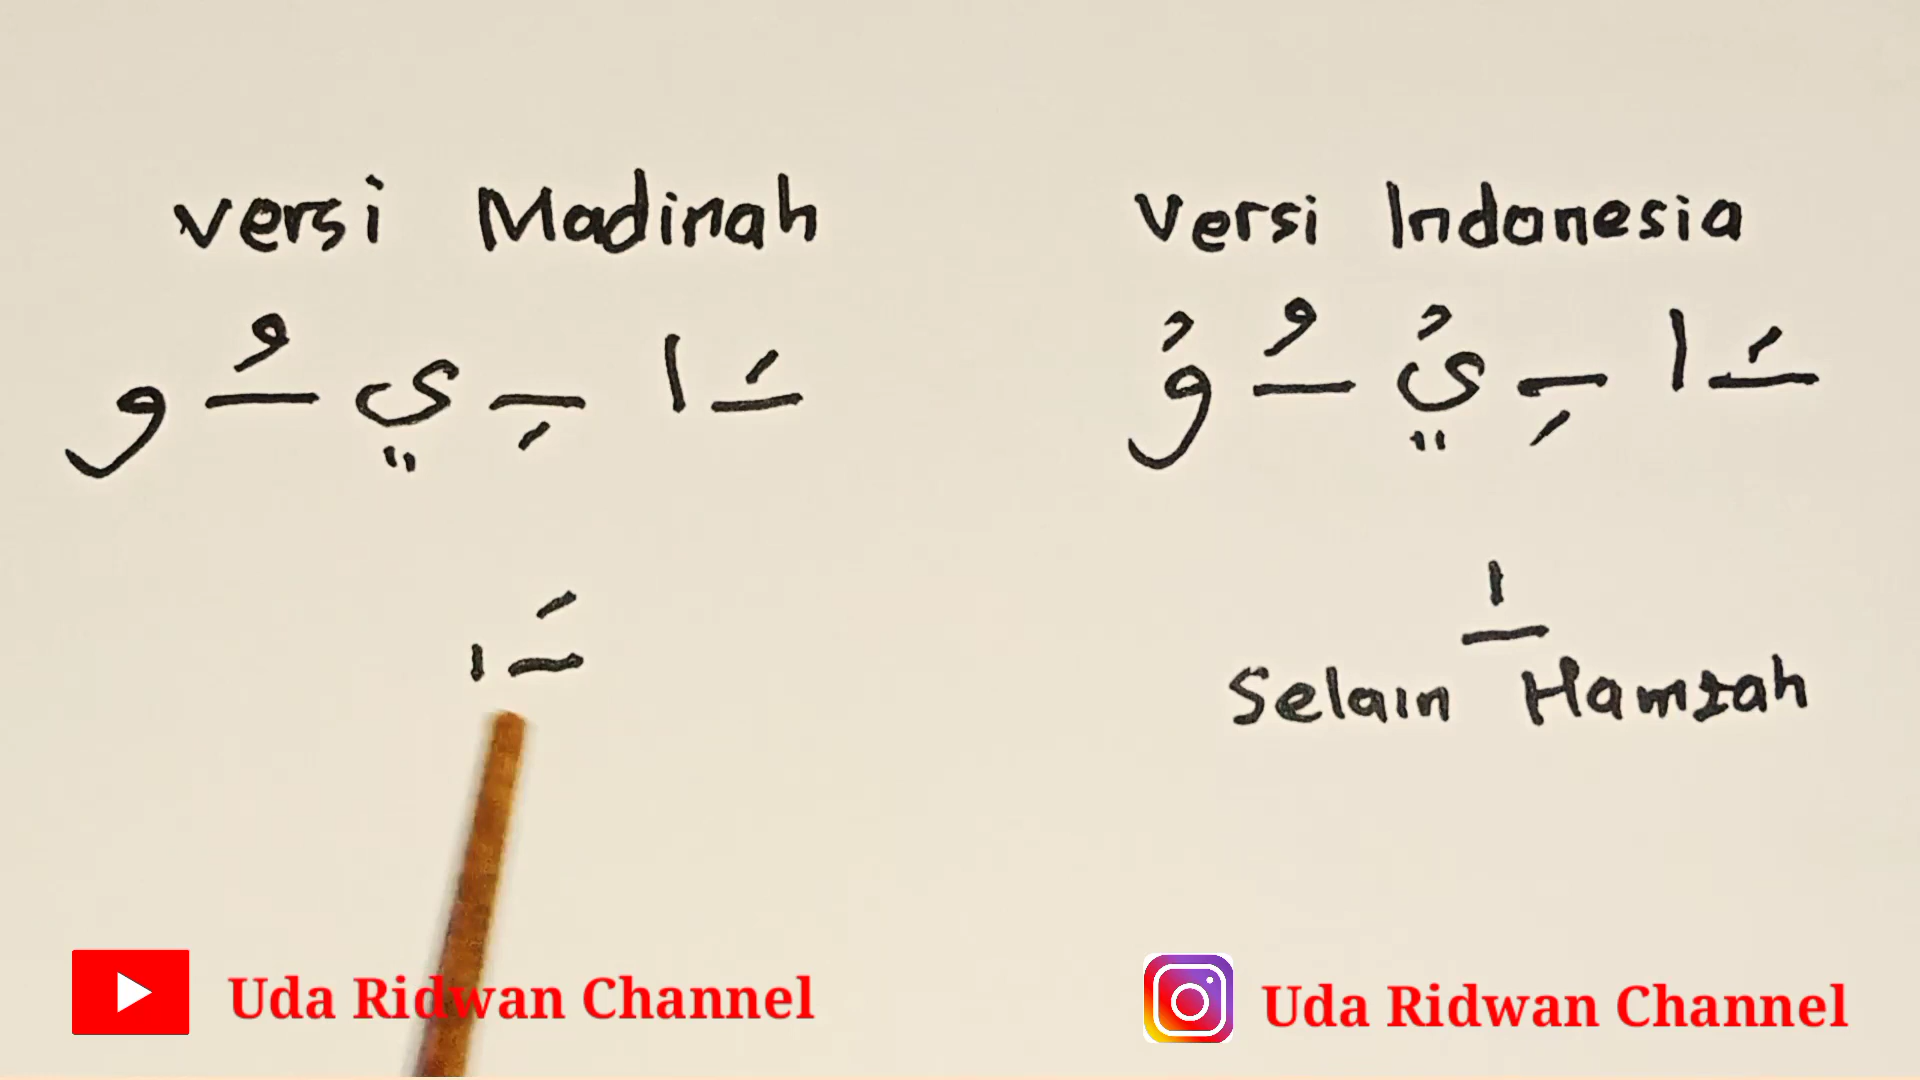 versi Madinah
ـَا ـِي ـُو
ـَا
versi Indonesia
ـَا ـِيْ ـُوْ
ـٰ
selain Hamzah
Uda Ridwan Channel
Uda Ridwan Channel